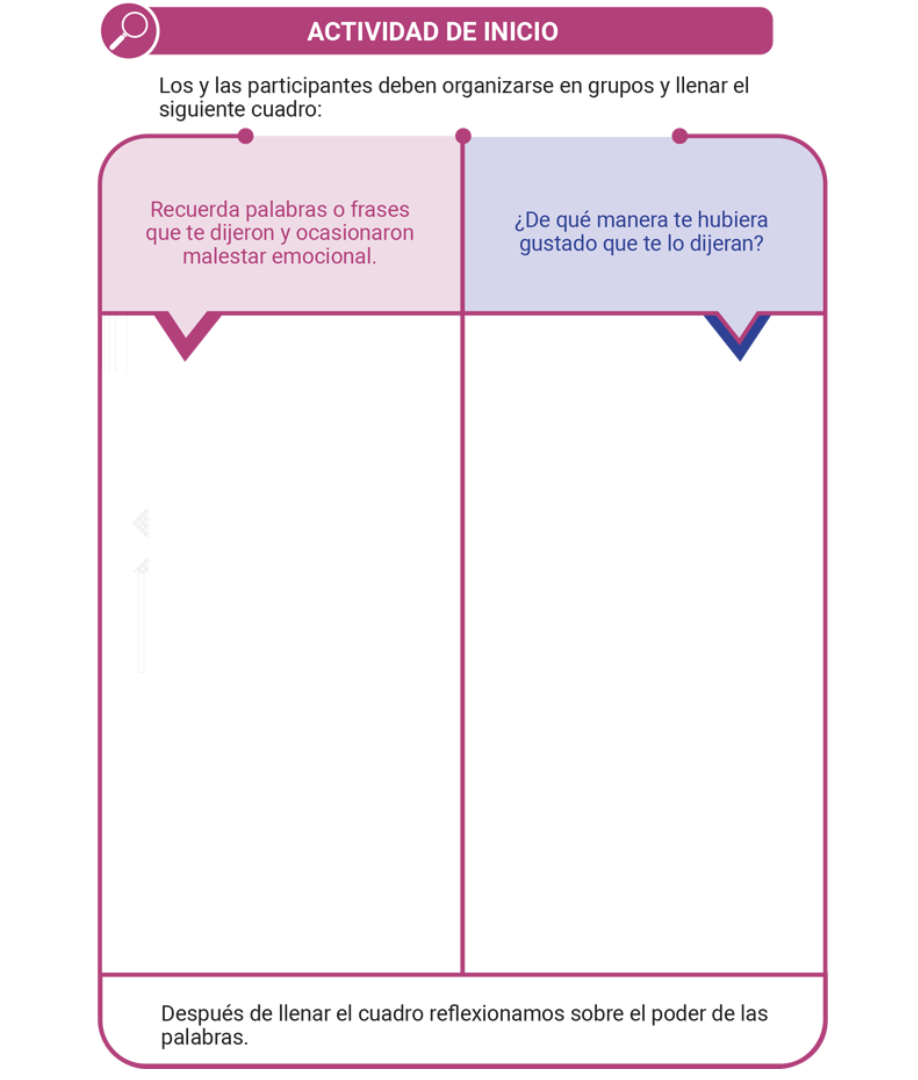 ACTIVIDAD DE INICIO
Los y las participantes deben organizarse en grupos y llenar el
siguiente cuadro:
Recuerda palabras o frases
que te dijeron y ocasionaron
malestar emocional.
¿De qué manera te hubiera
gustado que te lo dijeran?
Después de llenar el cuadro reflexionamos sobre el poder de las
palabras.